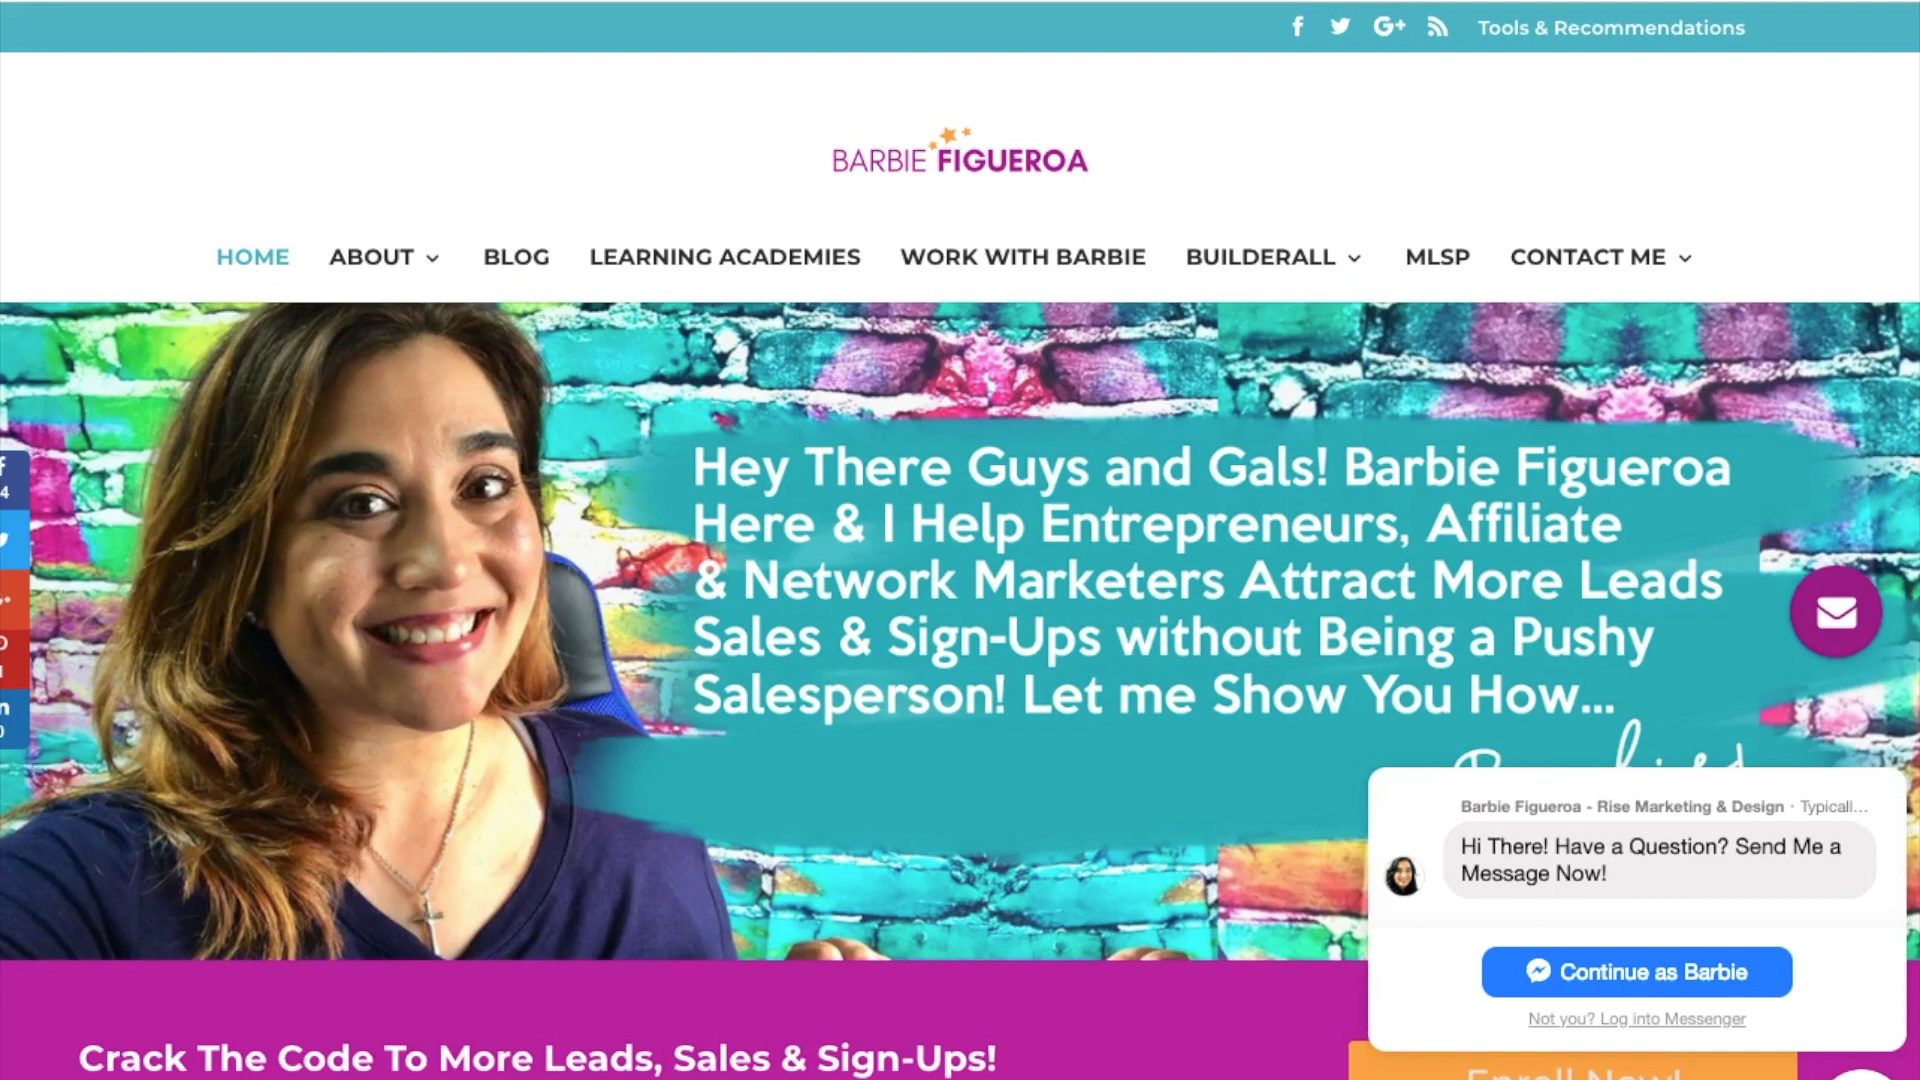 Tools & Recommendations
BARBIE FIGUEROA
HOME
ABOUT
BLOG
LEARNING ACADEMIES
WORK WITH BARBIE
BUILDERALL
MLSP
CONTACT ME
Hey There Guys and Gals! Barbie Figueroa
Here & I Help Entrepreneurs, Affiliate
& Network Marketers Attract More Leads
Sales & Sign-Ups without Being a Pushy
Salesperson! Let me Show You How...
Barbie Figueroa - Rise Marketing & Design · Typicall...
Hi There! Have a Question? Send Me a
Message Now!
Continue as Barbie
Not you? Log into Messenger
Crack The Code To More Leads, Sales & Sign-Ups!
Enroll Now!